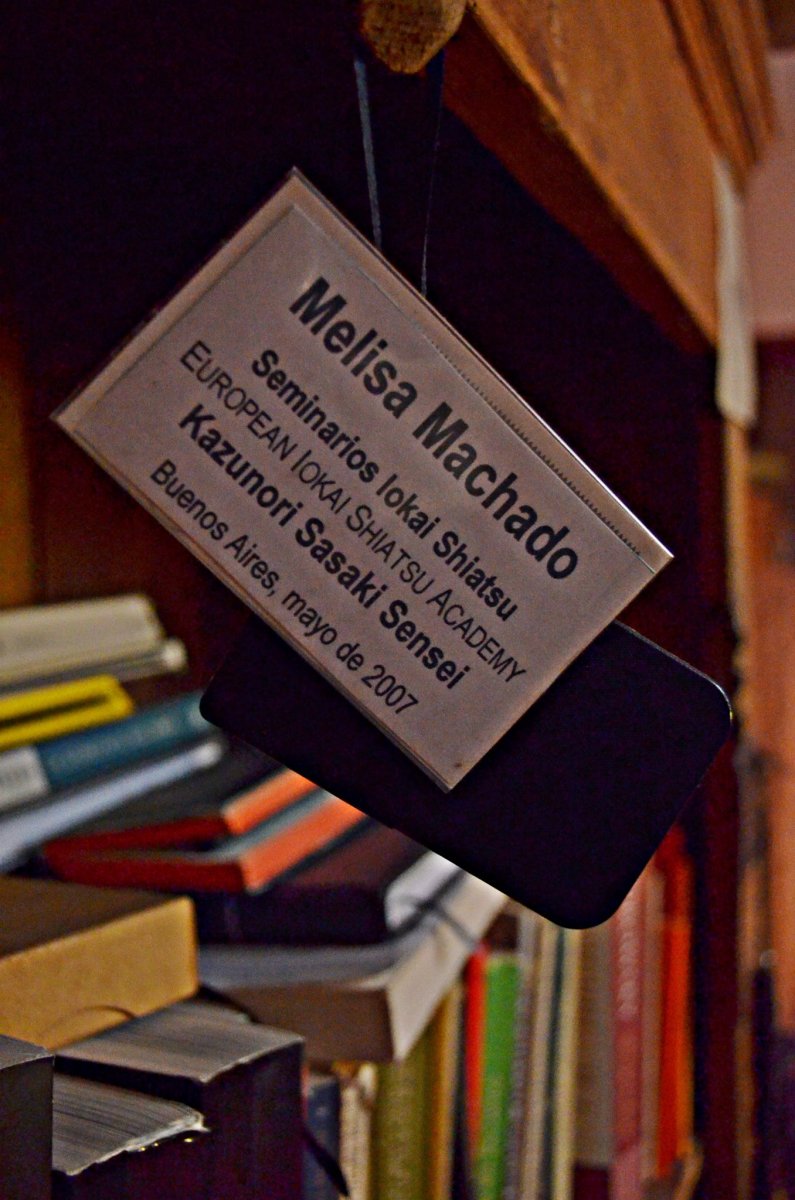 Melisa Machado
Seminarios Iokai Shiatsu
EUROPEAN IOKAI SHIATSU ACADEMY
Kazunori Sasaki Sensei
Buenos Aires, mayo de 2007